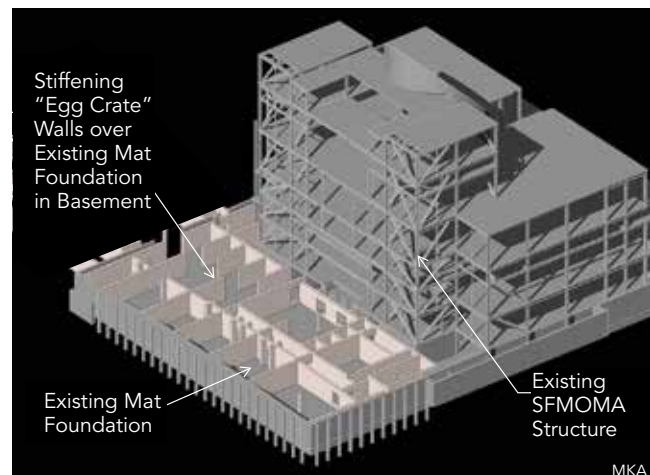 Stiffening
“Egg Crate”
Walls over
Existing Mat
Foundation
in Basement
Existing Mat
Foundation
Existing
SFMOMA
Structure
MKA